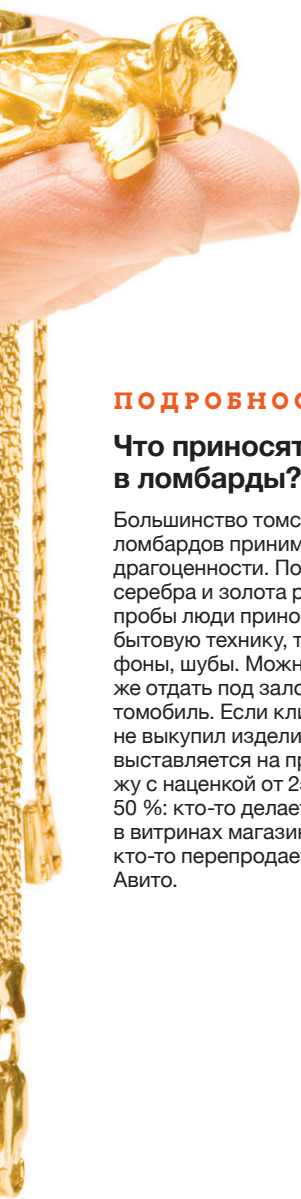 ПОДРОБНОС
Что приносят
в ломбарды?
Большинство томс
ломбардов приним
драгоценности. По
серебра и золота р
пробы люди прино
бытовую технику, т
фоны, шубы. Можн
же отдать под зало
томобиль. Если кли
не выкупил издели
выставляется на пр
жу с наценкой от 25
50 %: кто-то делает
в витринах магазин
кто-то перепродает
Авито.